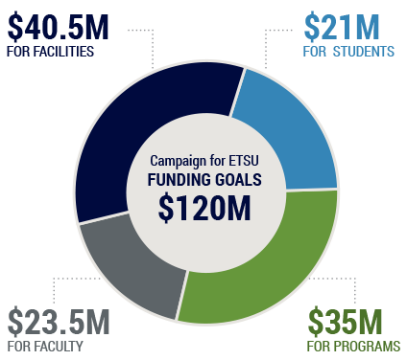 $40.5M
FOR FACILITIES
$21M
FOR STUDENTS
Campaign for ETSU
FUNDING GOALS
$120M
$23.5M
FOR FACULTY
$35M
FOR PROGRAMS